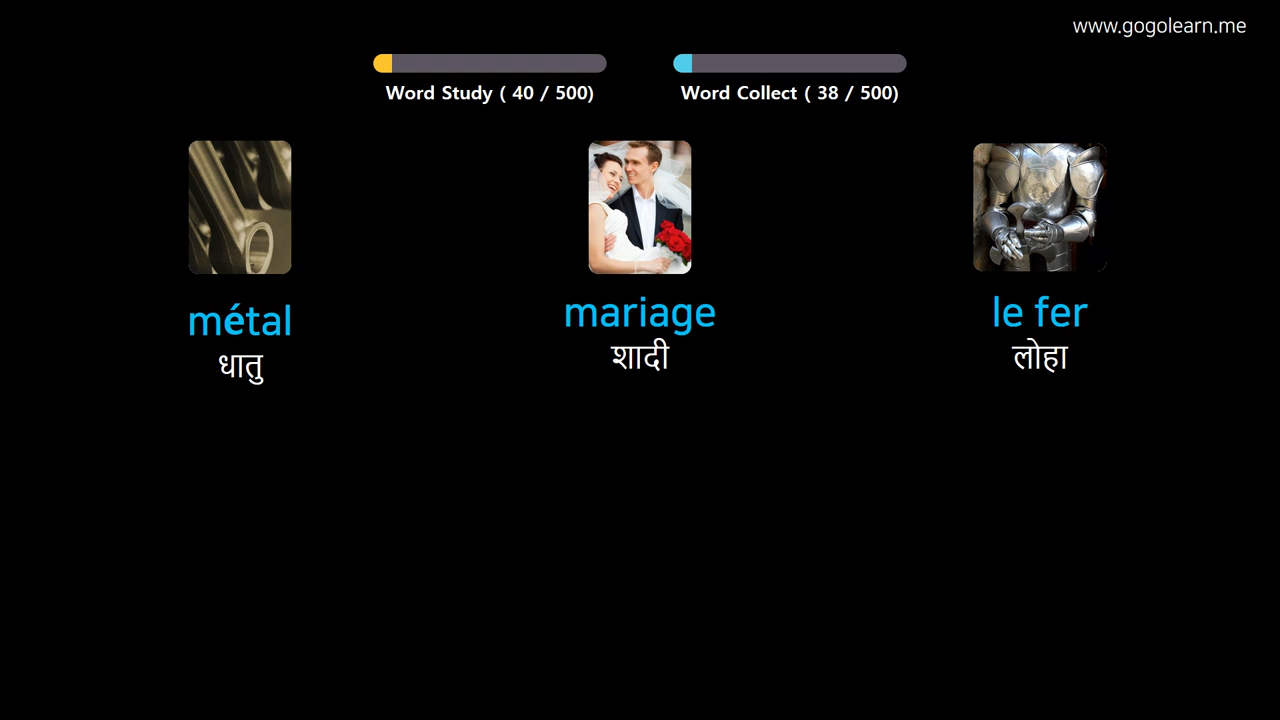 www.gogolearn.me
Word Study ( 40 / 500)
Word Collect ( 38 / 500)
métal
धातु
mariage
शादी
le fer
लोहा